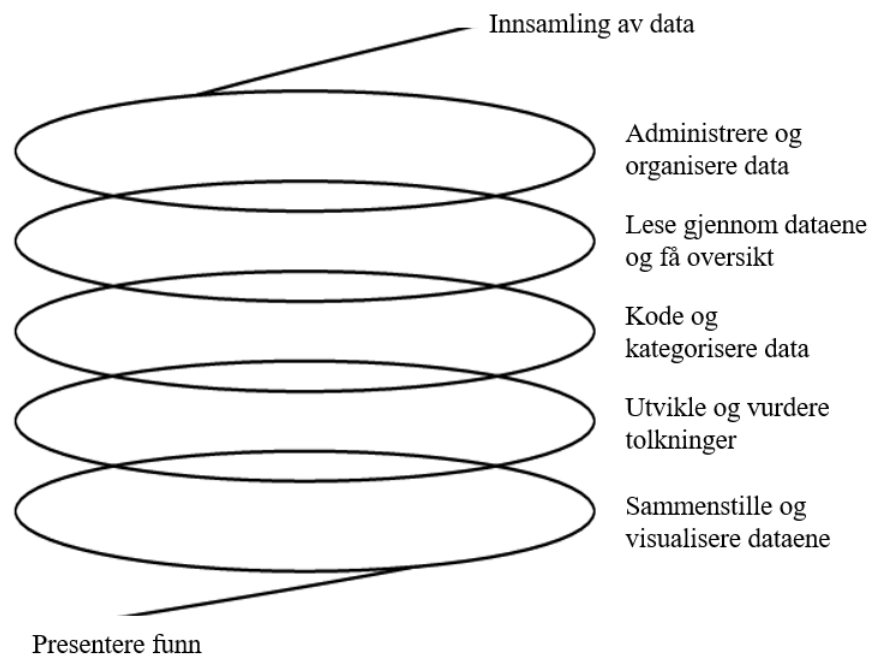 Innsamling av data
Administrere og
organisere data
Lese gjennom dataene
og få oversikt
Kode og
kategorisere data
Utvikle og vurdere
tolkninger
Sammenstille og
visualisere dataene
Presentere funn